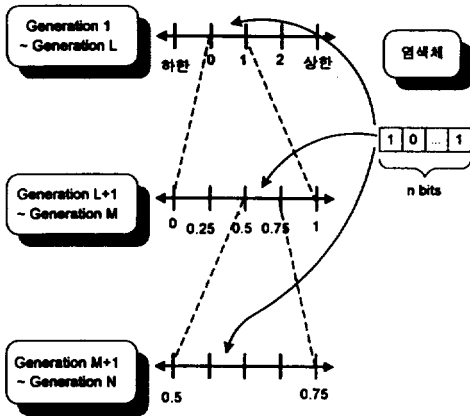 Generation 1
~ Generation L
하한 0 1 2 상한
염색체
1 0 ... 1
n bits
Generation L+1
~ Generation M
0 0.25 0.5 0.75 1
Generation M+1
~ Generation N
0.5 0.75